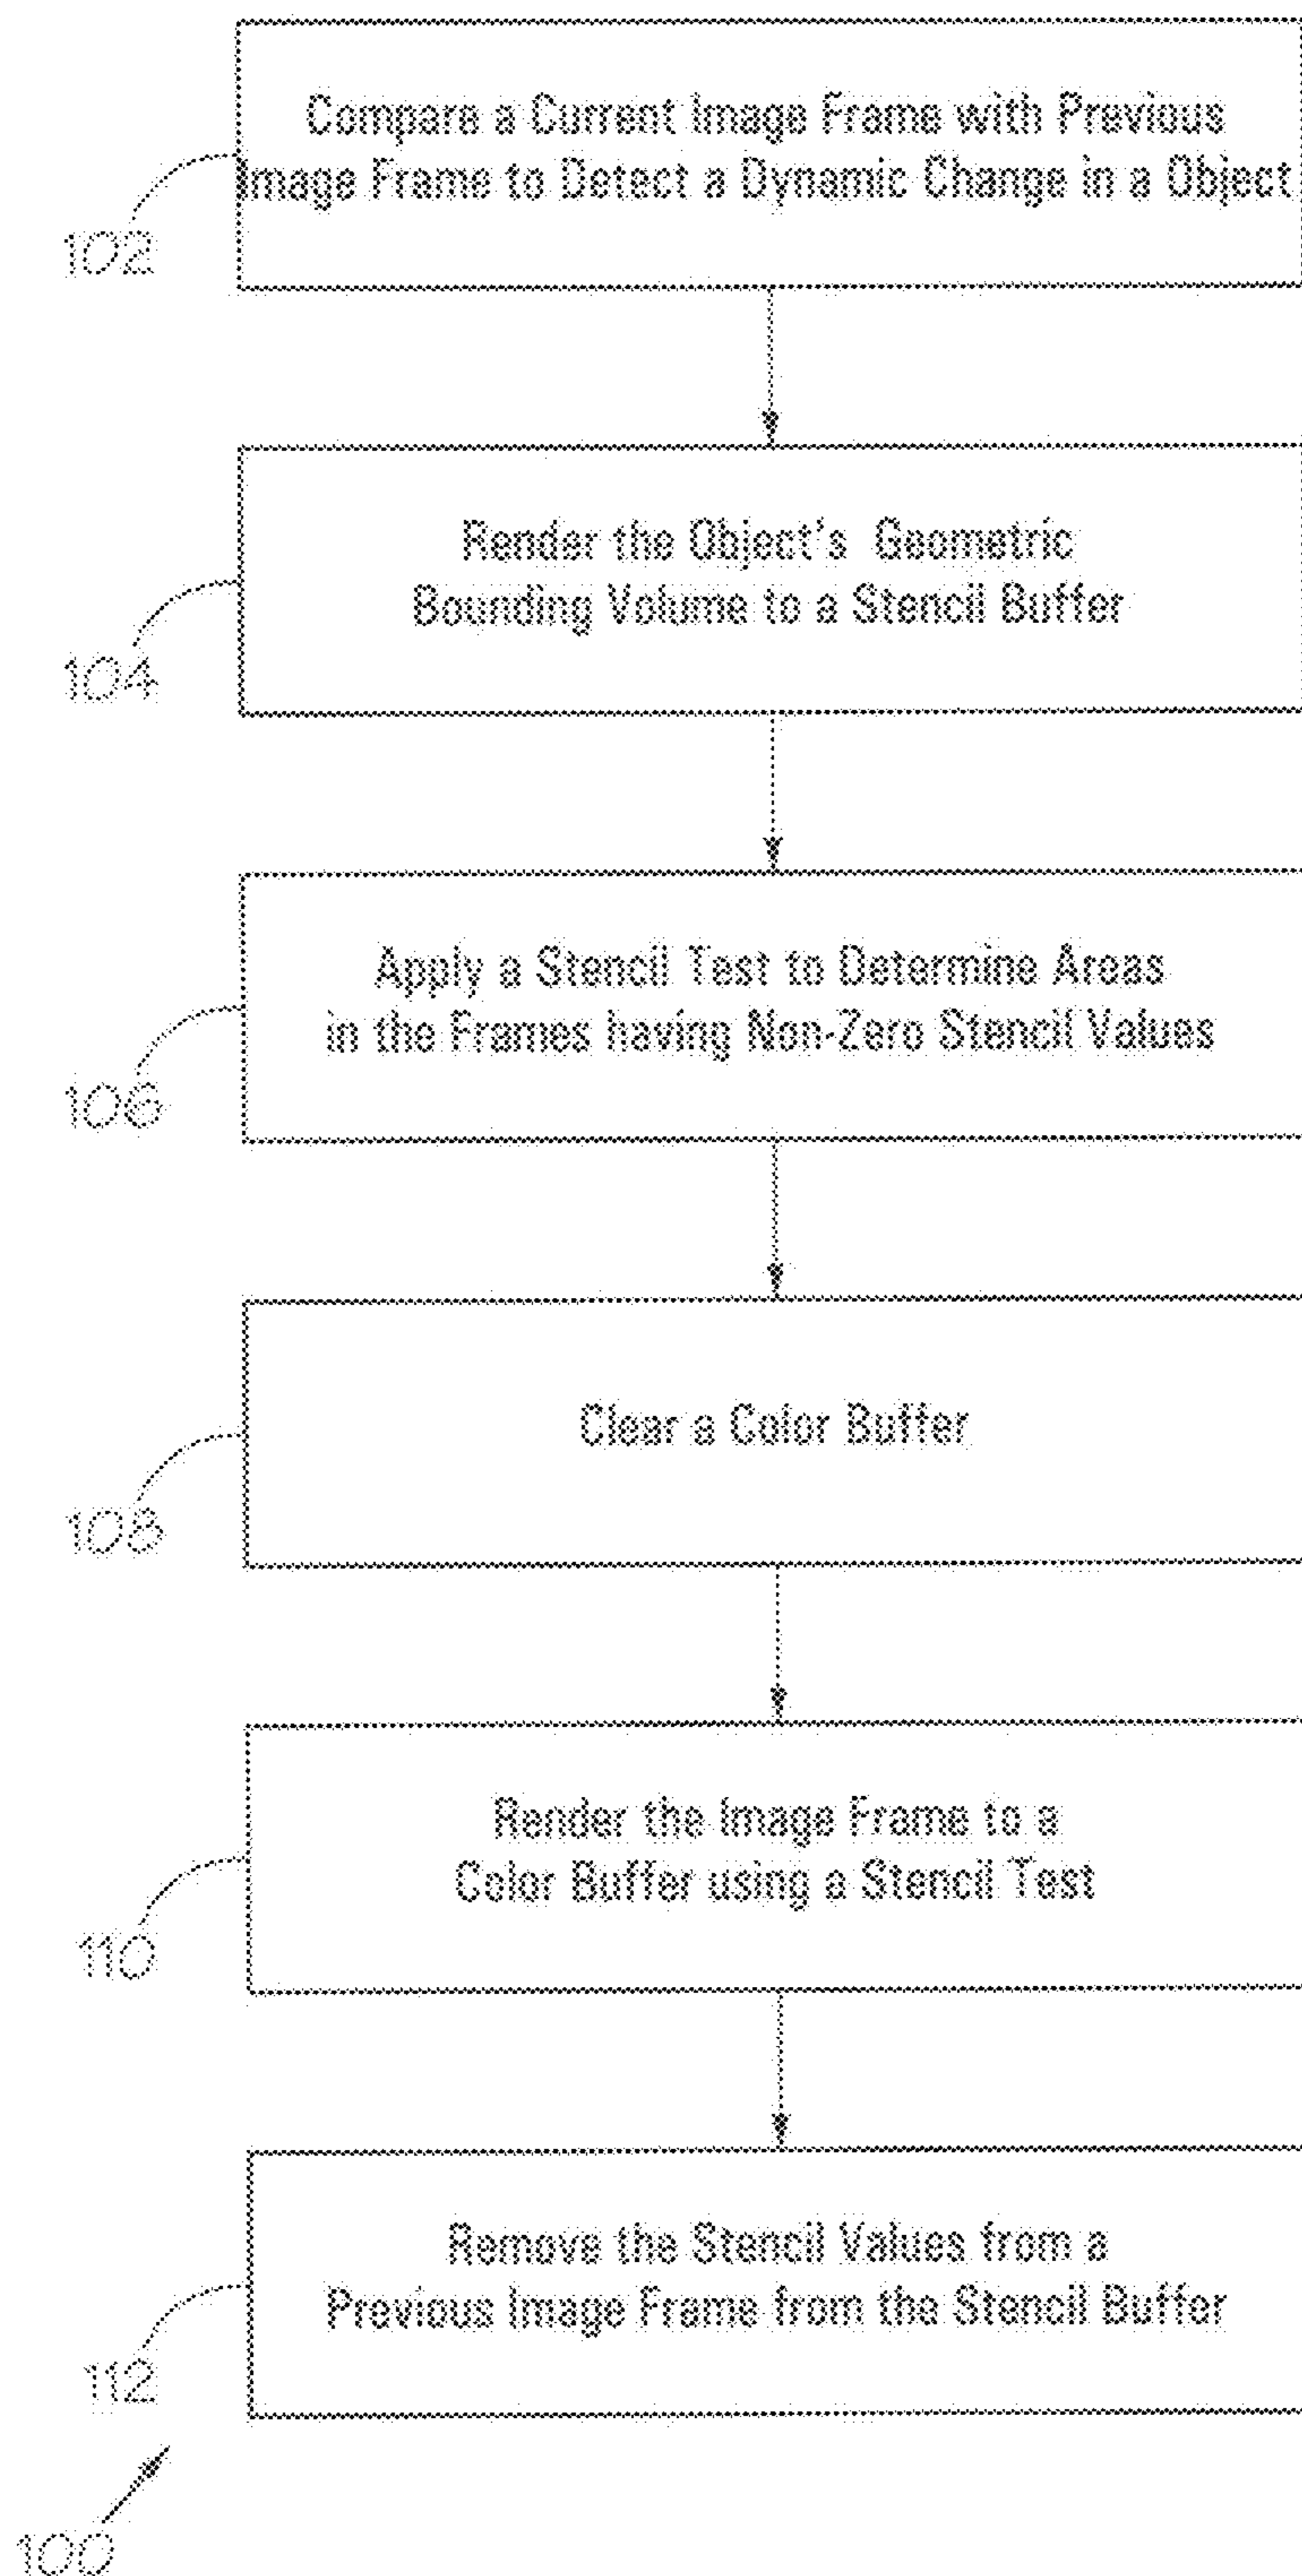 Compare a Current Image Frame with Previous
Image Frame to Detect a Dynamic Change in a Object
102
Render the Object's Geometric
Bounding Volume to a Stencil Buffer
104
Apply a Stencil Test to Determine Areas
in the Frames having Non-Zero Stencil Values
106
Clear a Color Buffer
108
Render the Image Frame to a
Color Buffer using a Stencil Test
110
Remove the Stencil Values from a
Previous Image Frame from the Stencil Buffer
112
100